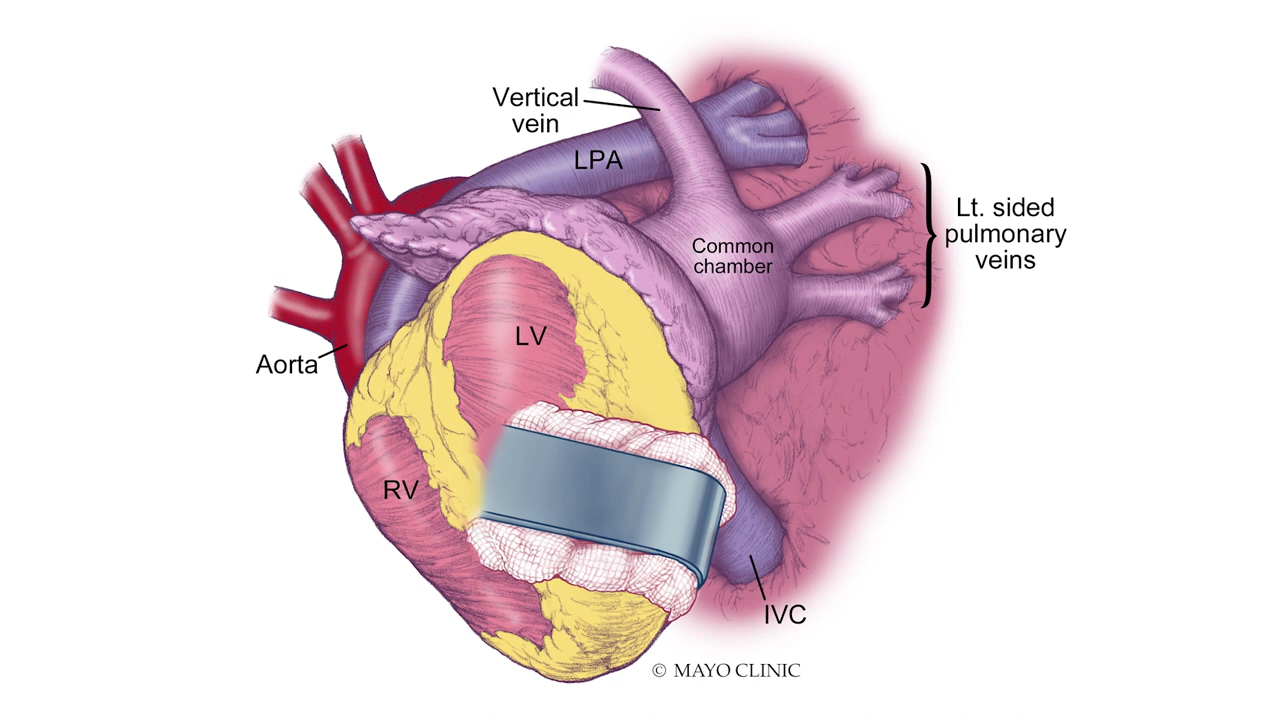 Vertical
vein
LPA
Lt. sided
pulmonary
veins
Common
chamber
LV
Aorta
RV
IVC
© MAYO CLINIC